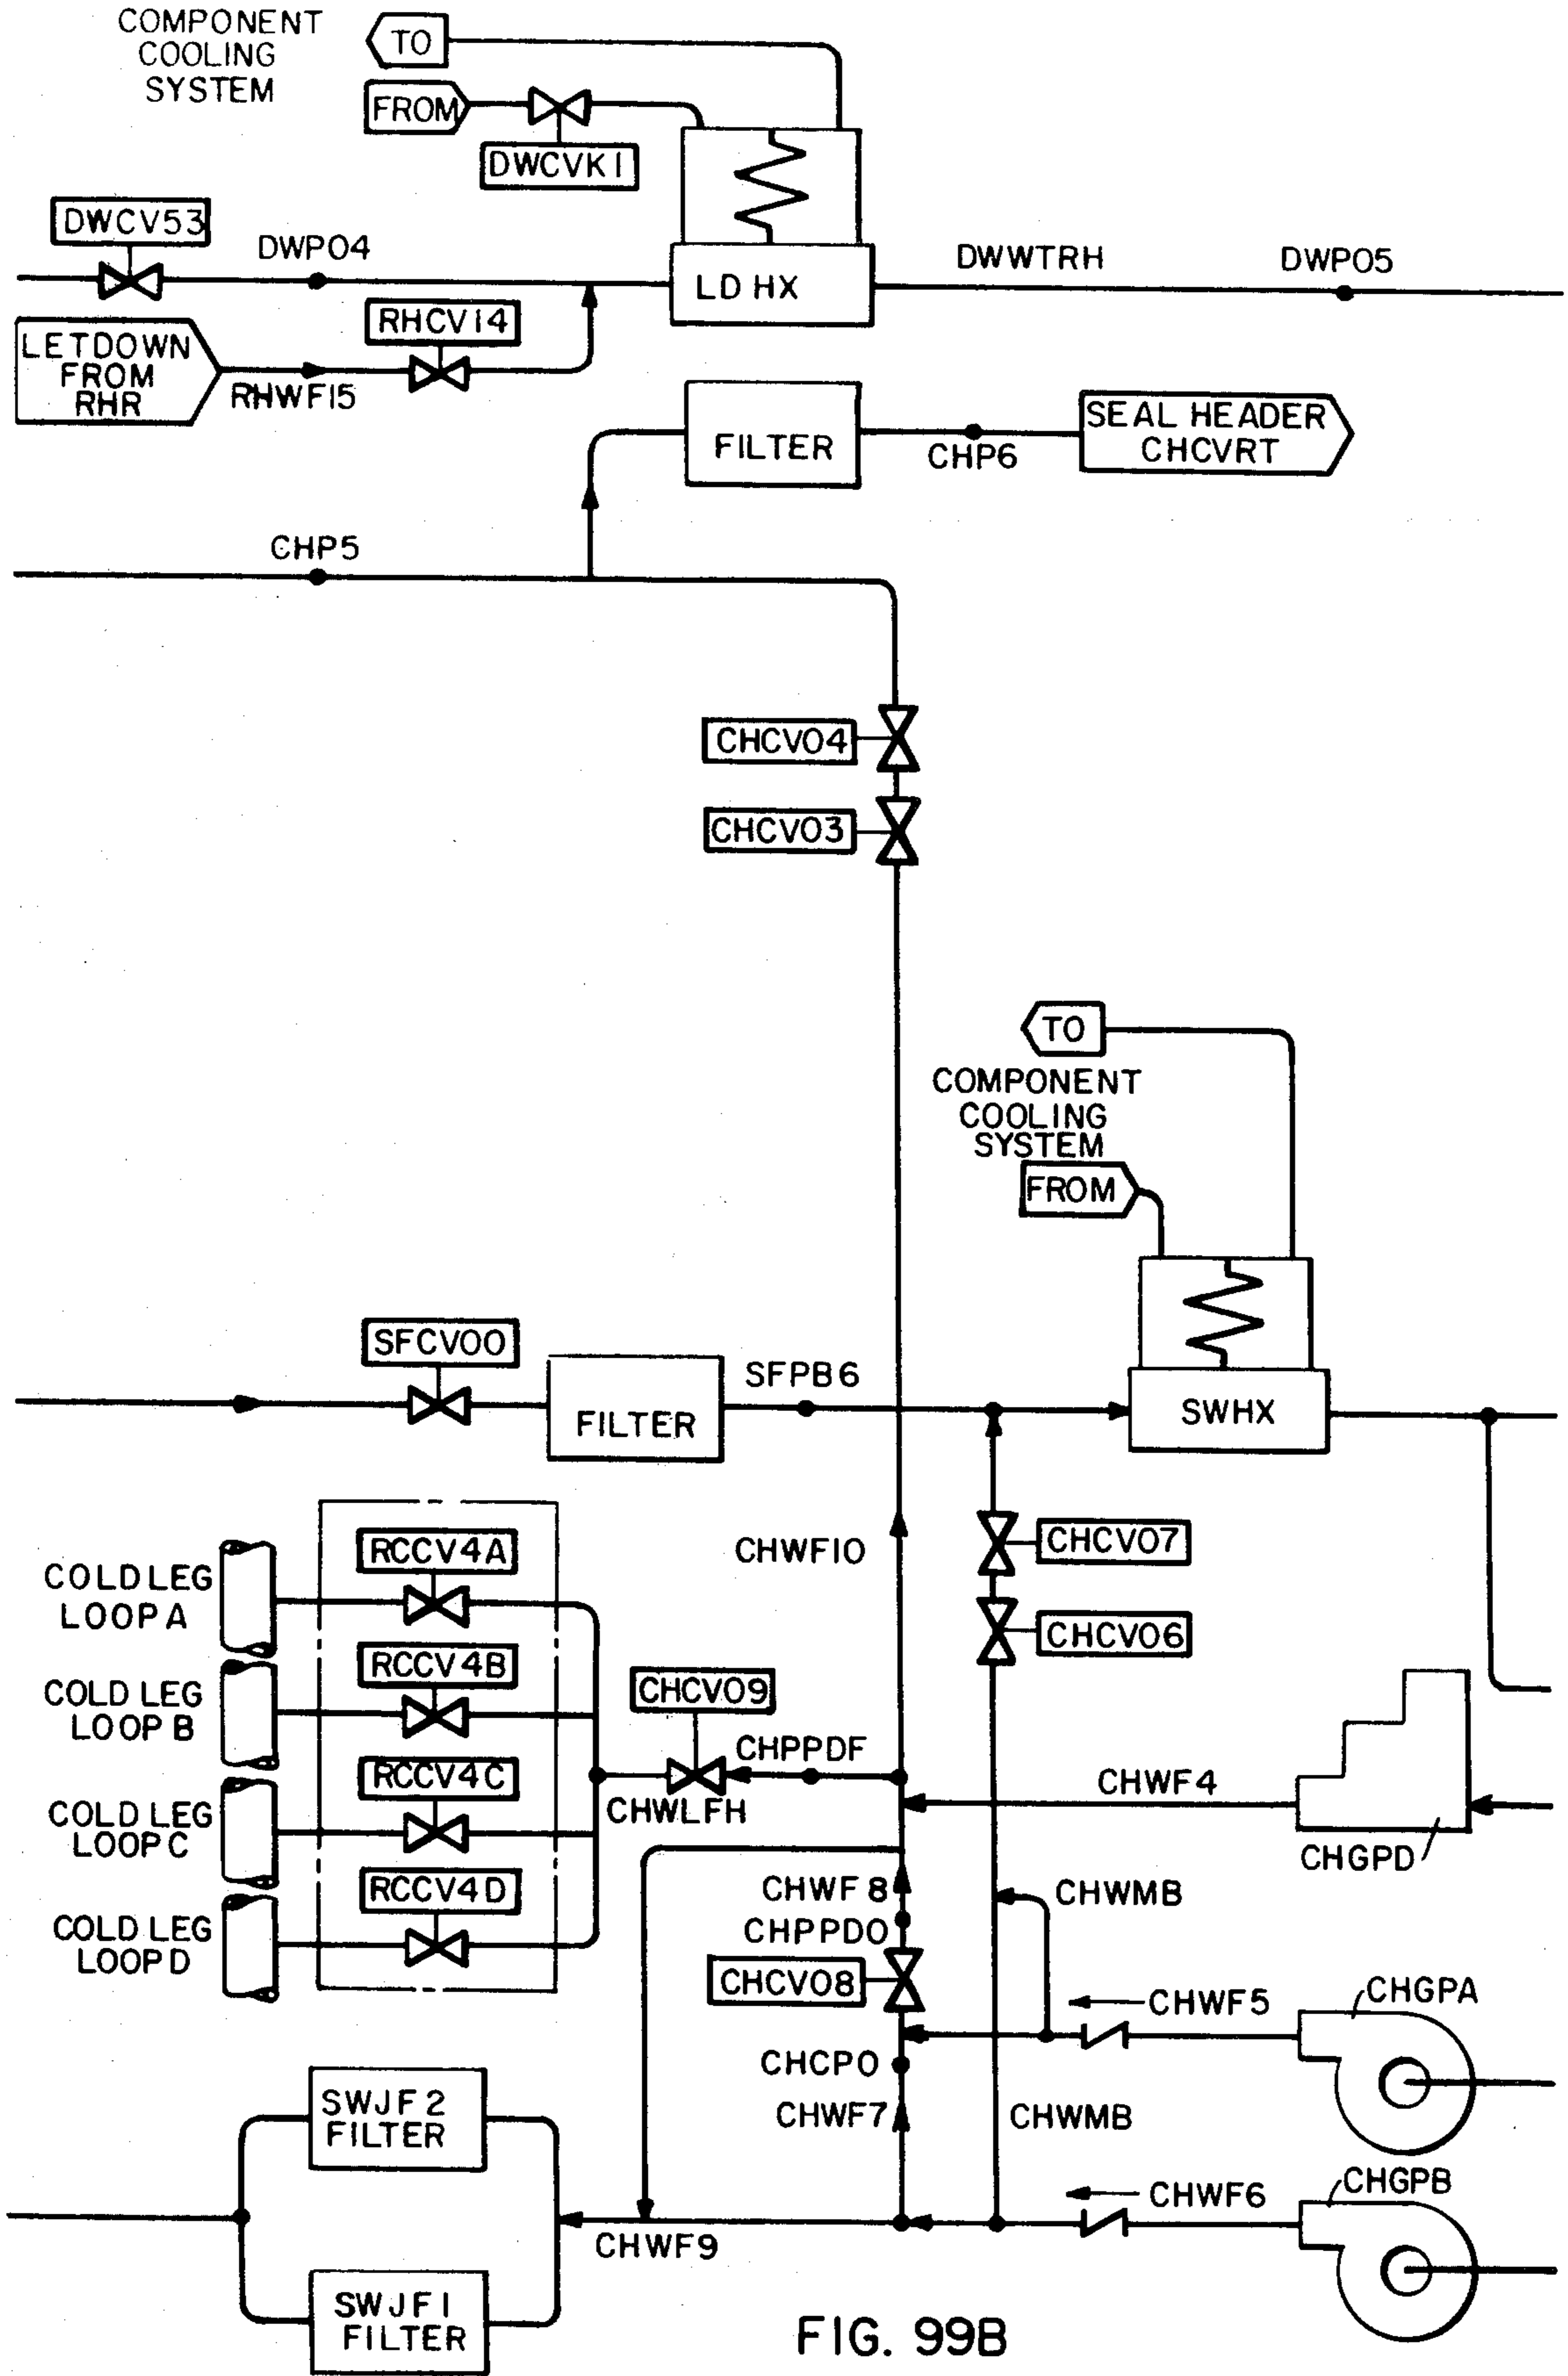 COMPONENT
COOLING
SYSTEM
TO
FROM
DWCVK1
DWCV53
DWP04
LD HX
DWWTRH
DWP05
LETDOWN
FROM
RHR
RHWF15
RHCV14
FILTER
CHP6
SEAL HEADER
CHCVRT
CHP5
CHCV04
CHCV03
TO
COMPONENT
COOLING
SYSTEM
FROM
SFCV00
FILTER
SFPB6
SWHX
COLD LEG
LOOP A
RCCV4A
CHWF10
CHCV07
CHCV06
COLD LEG
LOOP B
RCCV4B
CHCV09
CHPPDF
CHWLFH
CHWF4
CHGPD
COLD LEG
LOOP C
RCCV4C
COLD LEG
LOOP D
RCCV4D
CHWF8
CHPPD0
CHCV08
CHWMB
CHWF5
CHGPA
CHCP0
CHWF7
CHWMB
SWJF2
FILTER
CHWF6
CHGPB
CHWF9
SWJF1
FILTER
FIG. 99B